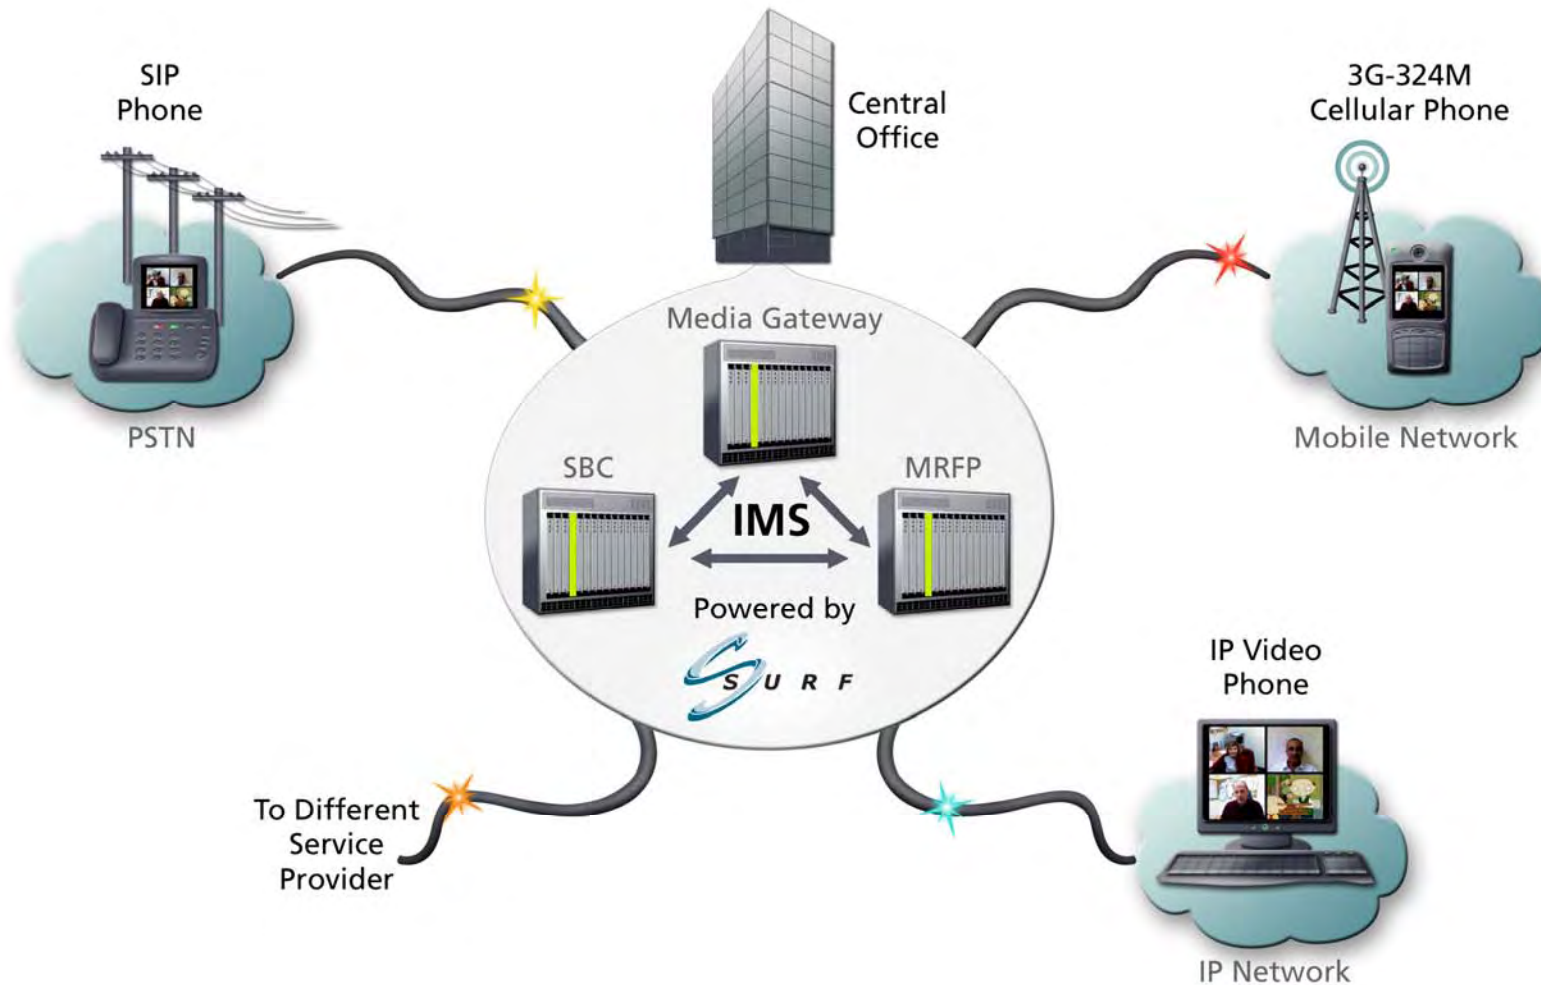 SIP
Phone
Central
Office
3G-324M
Cellular Phone
Media Gateway
PSTN
Mobile Network
SBC
MRFP
IMS
Powered by
SURF
IP Video
Phone
To Different
Service
Provider
IP Network